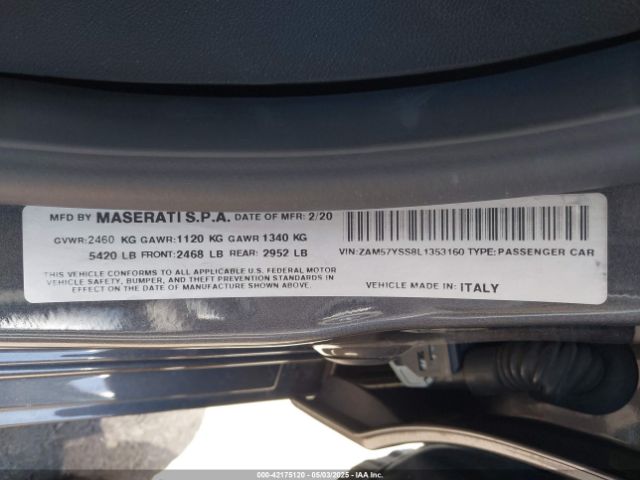 MFD BY MASERATI S.P.A. DATE OF MFR: 2/20
GVWR:2460 KG GAWR:1120 KG GAWR 1340 KG
5420 LB FRONT:2468 LB REAR: 2952 LB
THIS VEHICLE CONFORMS TO ALL APPLICABLE U.S. FEDERAL MOTOR
VEHICLE SAFETY, BUMPER, AND THEFT PREVENTION STANDARDS IN
EFFECT ON THE DATE OF MANUFACTURE SHOWN ABOVE.
VIN:ZAM57YSS8L1353160 TYPE:PASSENGER CAR
VEHICLE MADE IN: ITALY
000-42175120 - 05/03/2025 - Copyright IAA, Inc.